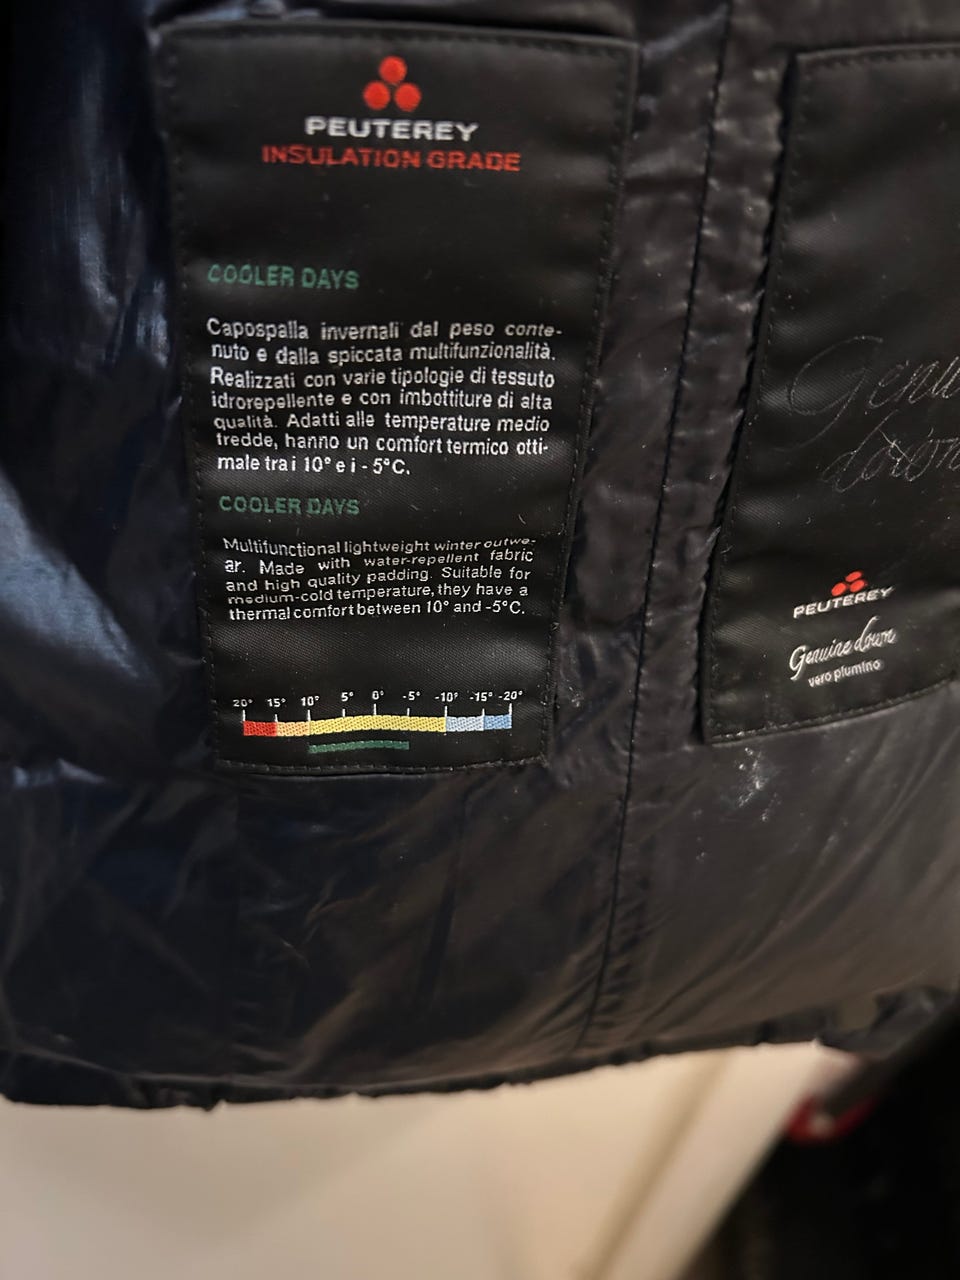 PEUTEREY
INSULATION GRADE
COOLER DAYS
Capospalla invernali dal peso conte-
nuto e dalla spiccata multifunzionalità.
Realizzati con varie tipologie di tessuto
idrorepellente e con imbottiture di alta
qualità. Adatti alle temperature medio
fredde, hanno un comfort termico otti-
male tra i 10° e i - 5°C.
COOLER DAYS
Multifunctional lightweight winter outwe-
ar. Made with water-repellent fabric
and high quality padding. Suitable for
medium-cold temperature, they have a
thermal comfort between 10° and -5°C.
20° 15° 10° 5° 0° -5° -10° -15° -20°
down
PEUTEREY
Genuine down
vero piumino